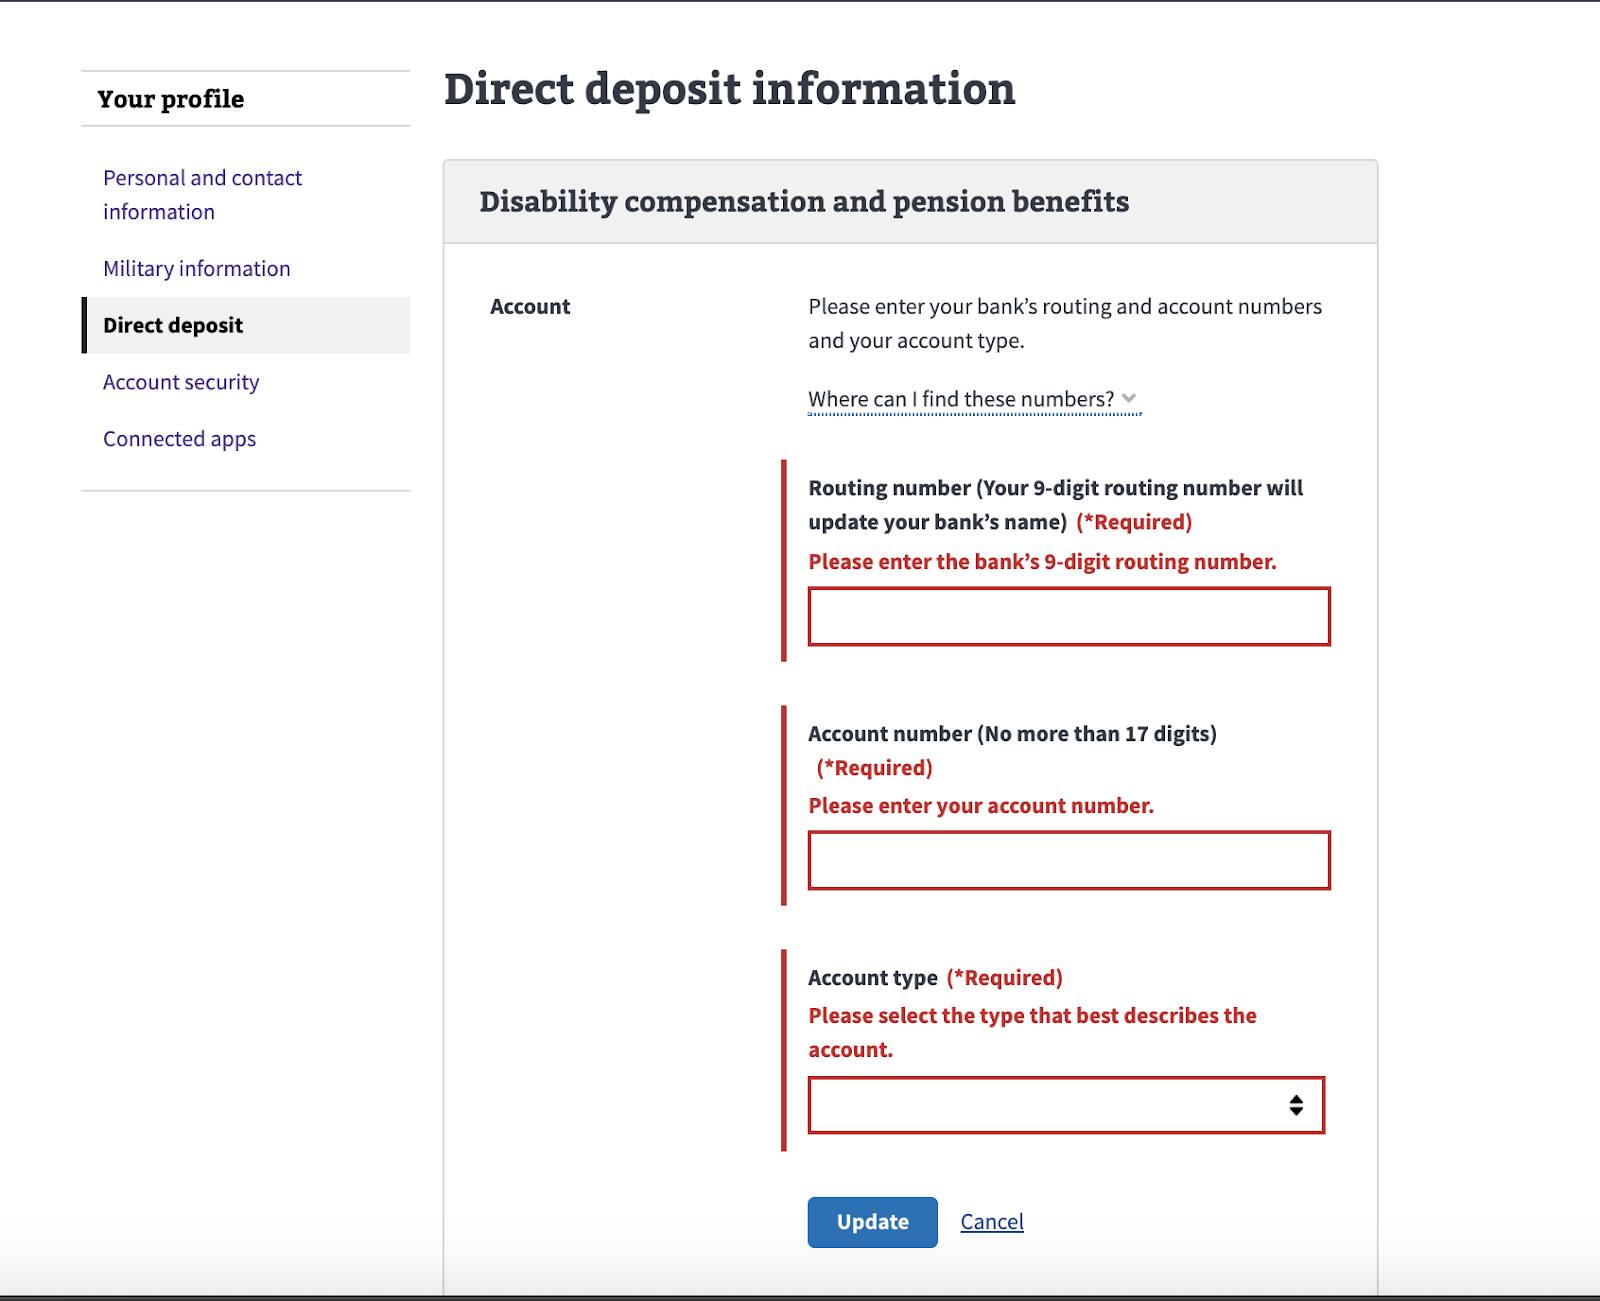 Your profile
Personal and contact
information
Military information
Direct deposit
Account security
Connected apps
Direct deposit information
Disability compensation and pension benefits
Account
Please enter your bank’s routing and account numbers
and your account type.
Where can I find these numbers?
Routing number (Your 9-digit routing number will
update your bank’s name) (*Required)
Please enter the bank’s 9-digit routing number.
Account number (No more than 17 digits)
(*Required)
Please enter your account number.
Account type (*Required)
Please select the type that best describes the
account.
Update Cancel